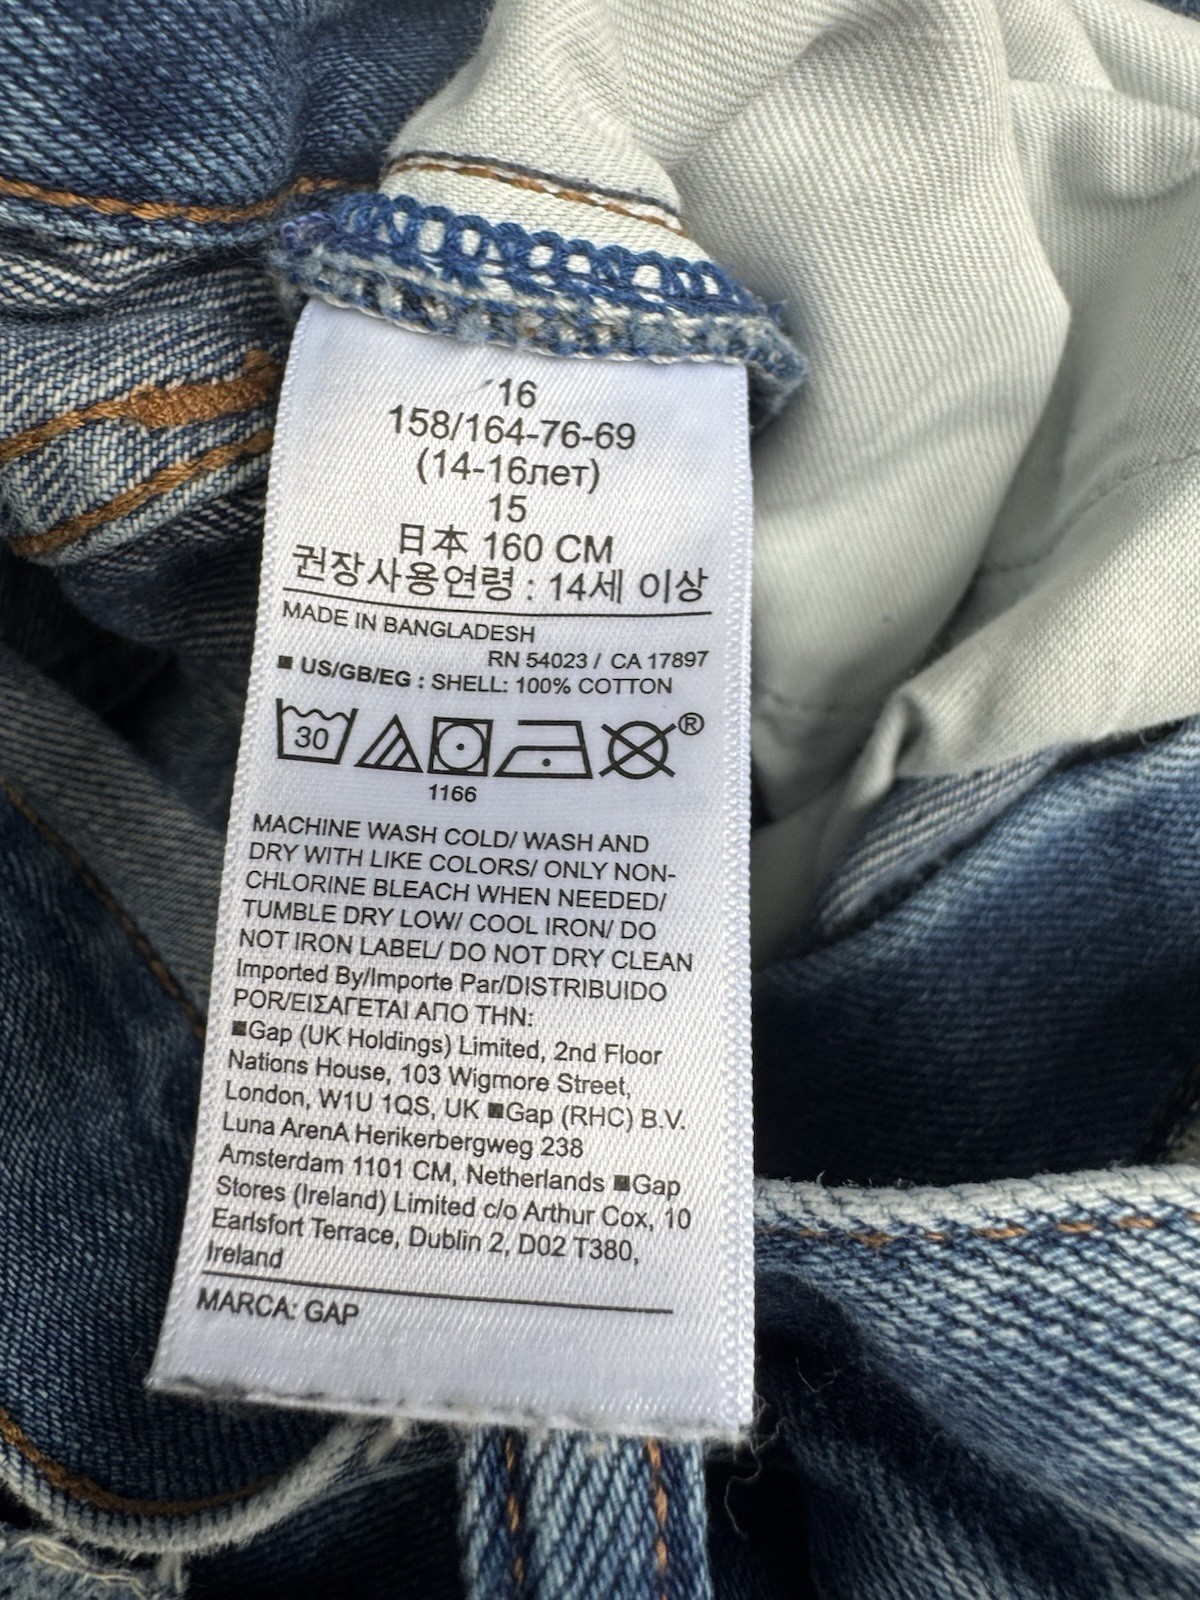 16
158/164-76-69
(14-16лет)
15
日本 160 CM
권장사용연령 : 14세 이상
MADE IN BANGLADESH
RN 54023 / CA 17897
■ US/GB/EG : SHELL: 100% COTTON
30
®
1166
MACHINE WASH COLD/ WASH AND
DRY WITH LIKE COLORS/ ONLY NON-
CHLORINE BLEACH WHEN NEEDED/
TUMBLE DRY LOW/ COOL IRON/ DO
NOT IRON LABEL/ DO NOT DRY CLEAN
Imported By/Importe Par/DISTRIBUIDO
POR/ΕΙΣΑΓΕΤΑΙ ΑΠΟ ΤΗΝ:
■Gap (UK Holdings) Limited, 2nd Floor
Nations House, 103 Wigmore Street,
London, W1U 1QS, UK ■Gap (RHC) B.V.
Luna ArenA Herikerbergweg 238
Amsterdam 1101 CM, Netherlands ■Gap
Stores (Ireland) Limited c/o Arthur Cox, 10
Earlsfort Terrace, Dublin 2, D02 T380,
Ireland
MARCA: GAP